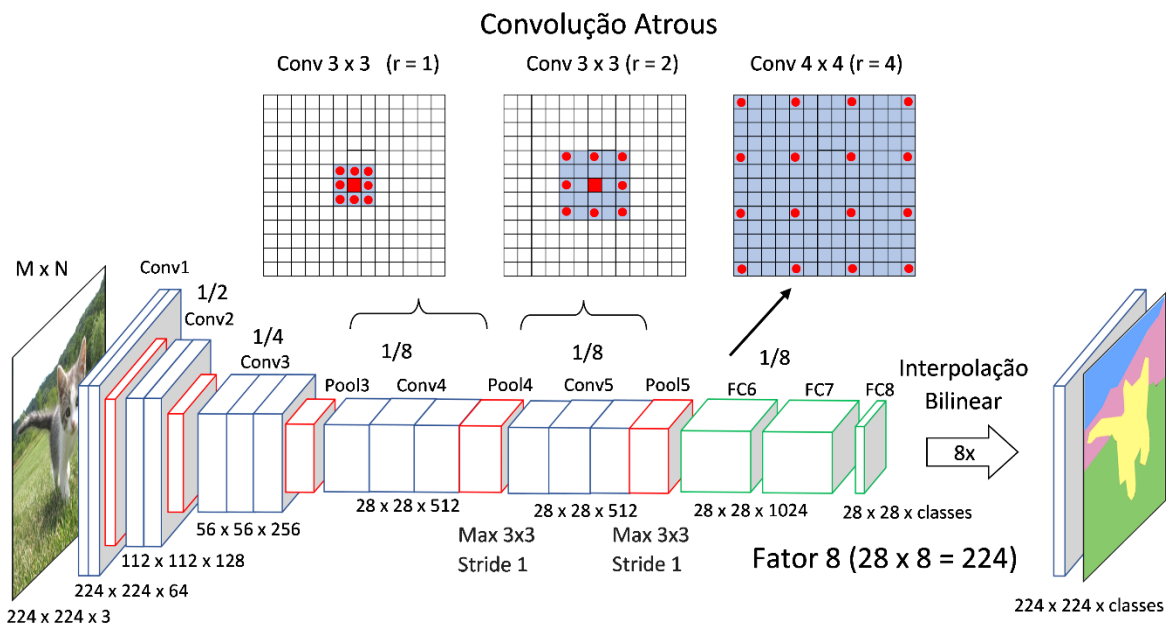 Convolução Atrous
Conv 3 x 3 (r = 1)
Conv 3 x 3 (r = 2)
Conv 4 x 4 (r = 4)
M x N
Conv1
1/2
Conv2
1/4
Conv3
1/8
Pool3
Conv4
Pool4
1/8
Conv5
Pool5
1/8
FC6
FC7
FC8
Interpolação
Bilinear
8x
224 x 224 x 3
224 x 224 x 64
112 x 112 x 128
56 x 56 x 256
28 x 28 x 512
Max 3x3
Stride 1
28 x 28 x 512
Max 3x3
Stride 1
28 x 28 x 1024
28 x 28 x classes
Fator 8 (28 x 8 = 224)
224 x 224 x classes